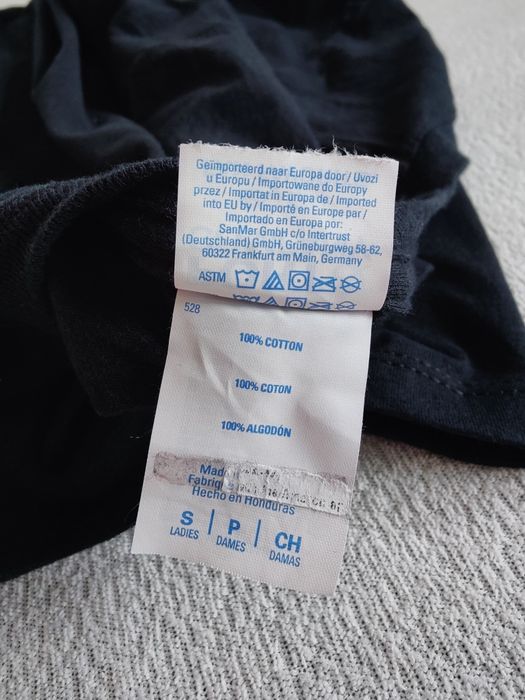 Geïmporteerd naar Europa door / Uvozi
u Europu / Importowane do Europy
przez / Importat in Europa de / Imported
into EU by / Importé en Europe par /
Importado en Europa por:
SanMar GmbH c/o Intertrust
(Deutschland) GmbH, Grüneburgweg 58-62,
60322 Frankfurt am Main, Germany
ASTM
528
100% COTTON
100% COTON
100% ALGODÓN
Made
Hecho en Honduras
S | P | CH
LADIES DAMES DAMAS